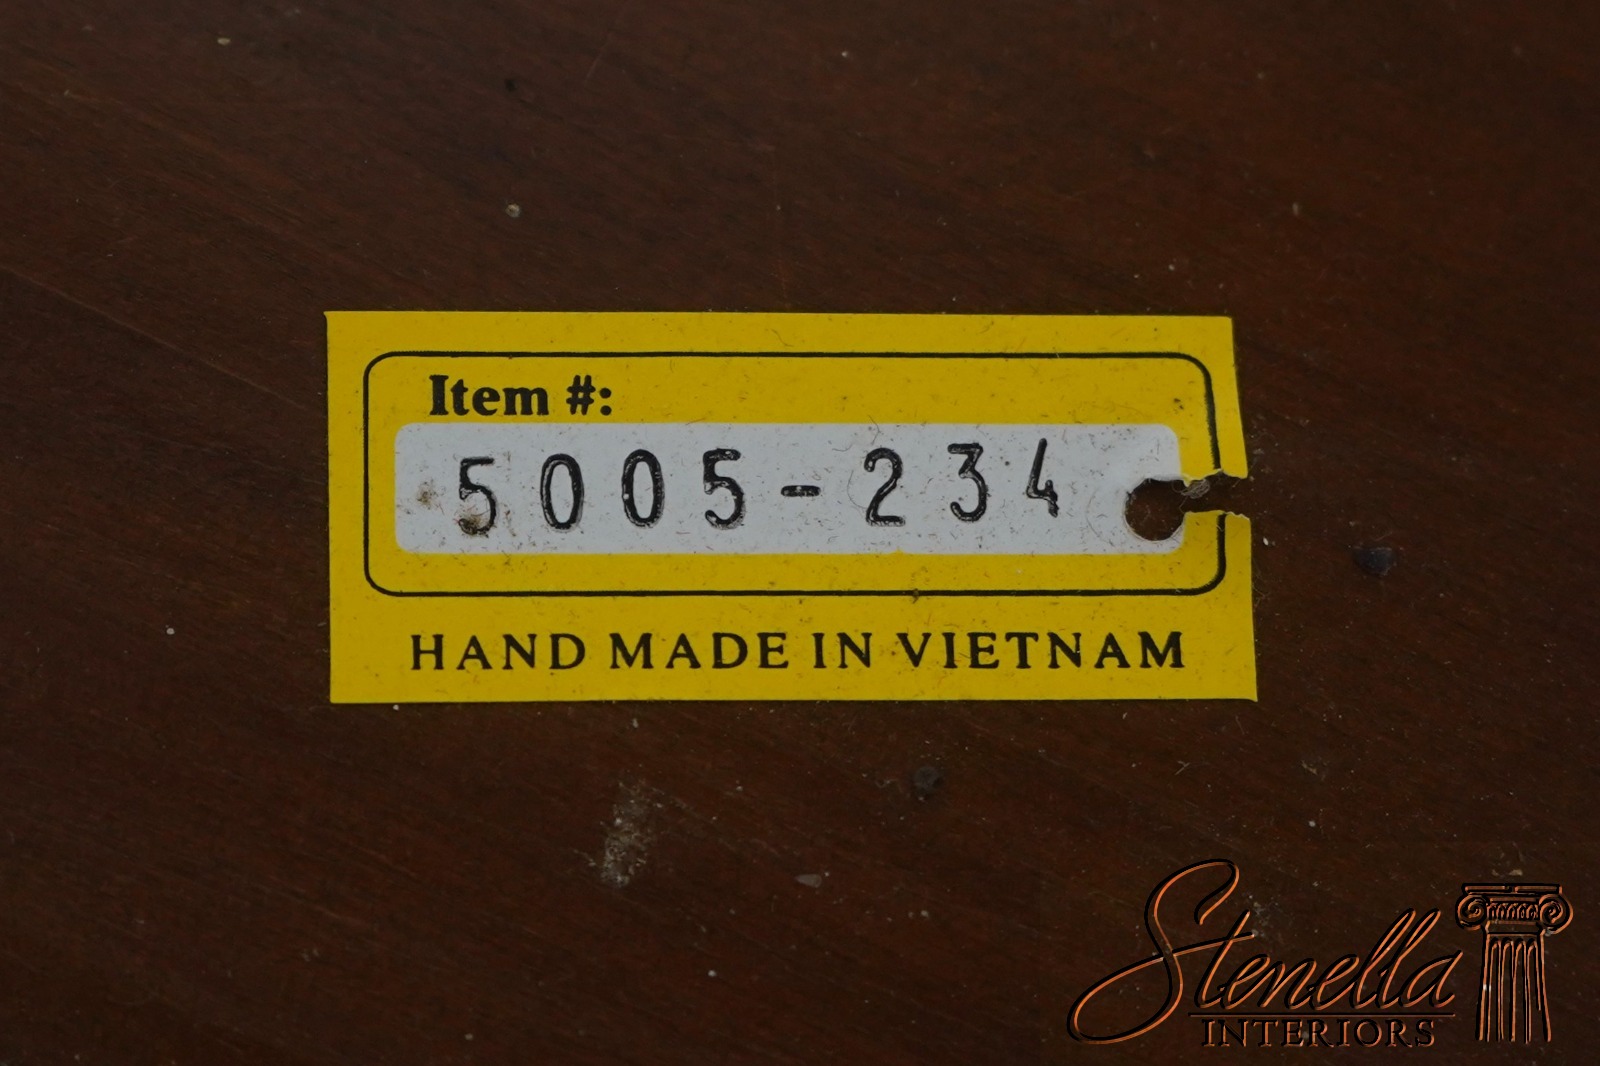 Item #:
5005-234
HAND MADE IN VIETNAM
Stenella
INTERIORS